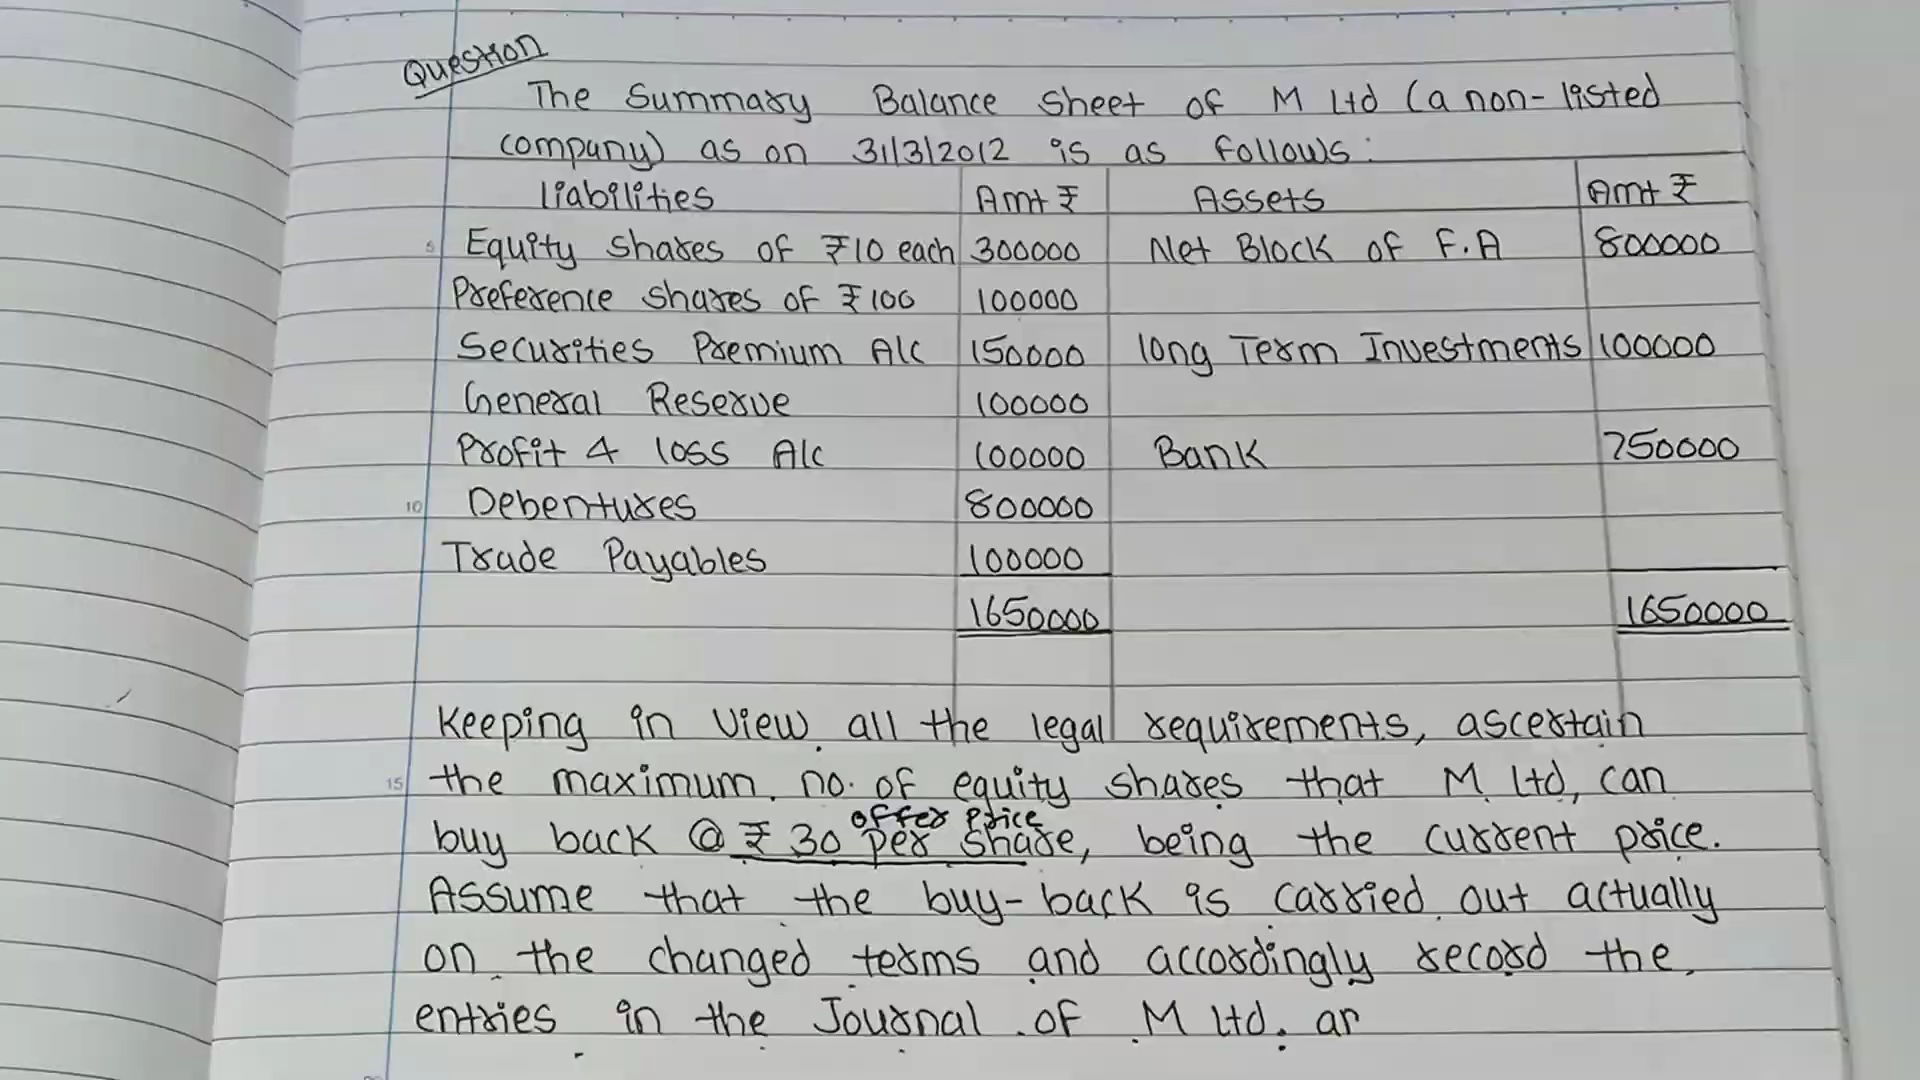 Question
The Summary Balance Sheet of M Ltd (a non-listed
company) as on 31/3/2012 is as follows:
Liabilities Amt ₹ Assets Amt ₹
5 Equity shares of ₹10 each 300000 Net Block of F.A 800000
Preference shares of ₹100 100000
Securities Premium A/c 150000 long Term Investments 100000
General Reserve 100000
Profit & loss A/c 100000 Bank 750000
10 Debentures 800000
Trade Payables 100000
1650000 1650000
Keeping in view all the legal requirements, ascertain
15 the maximum no. of equity shares that M Ltd, can
offer price
buy back @ ₹ 30 per share, being the current price.
Assume that the buy-back is carried out actually
on the changed terms and accordingly record the
entries in the Journal of M Ltd. ar